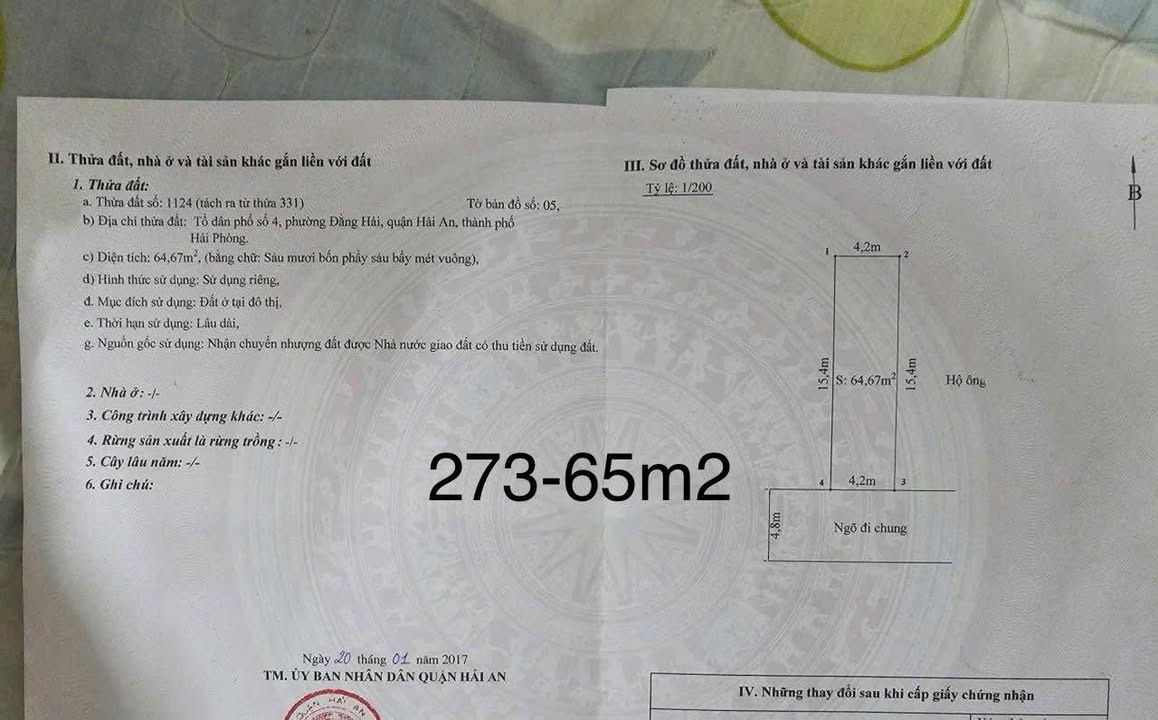 II. Thửa đất, nhà ở và tài sản khác gắn liền với đất
1. Thửa đất:
a. Thửa đất số: 1124 (tách ra từ thửa 331) Tờ bản đồ số: 05,
b) Địa chỉ thửa đất: Tổ dân phố số 4, phường Đằng Hải, quận Hải An, thành phố
Hải Phòng.
c) Diện tích: 64,67m², (bằng chữ: Sáu mươi bốn phẩy sáu bẩy mét vuông),
d) Hình thức sử dụng: Sử dụng riêng,
đ. Mục đích sử dụng: Đất ở tại đô thị,
e. Thời hạn sử dụng: Lâu dài,
g. Nguồn gốc sử dụng: Nhận chuyển nhượng đất được Nhà nước giao đất có thu tiền sử dụng đất.
2. Nhà ở: -/-
3. Công trình xây dựng khác: -/-
4. Rừng sản xuất là rừng trồng : -/-
5. Cây lâu năm: -/-
6. Ghi chú:
273-65m2
Ngày 20 tháng 01 năm 2017
TM. ỦY BAN NHÂN DÂN QUẬN HẢI AN
QUẬN HẢI AN
III. Sơ đồ thửa đất, nhà ở và tài sản khác gắn liền với đất
Tỷ lệ: 1/200
B
1 4,2m 2
15,4m S: 64,67m² 15,4m Hộ ông
4 4,2m 3
4,8m Ngõ đi chung
IV. Những thay đổi sau khi cấp giấy chứng nhận